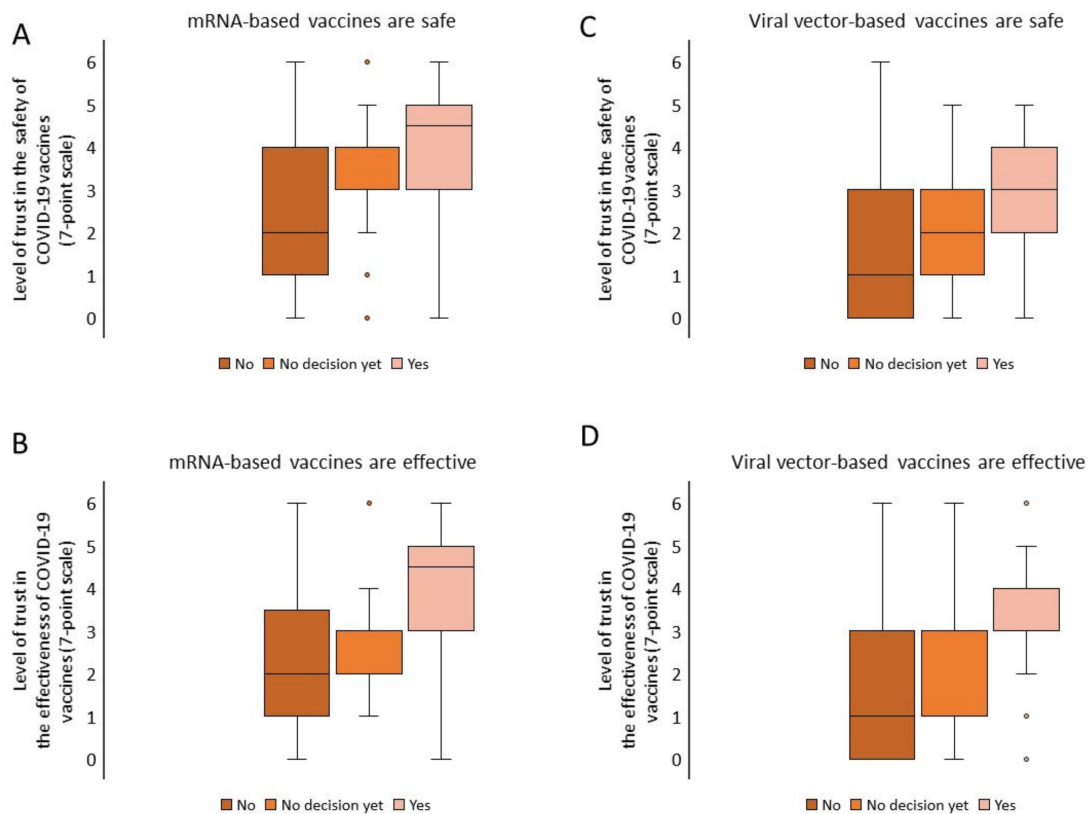 A
mRNA-based vaccines are safe
Level of trust in the safety of
COVID-19 vaccines
(7-point scale)
6
5
4
3
2
1
0
No No decision yet Yes
C
Viral vector-based vaccines are safe
Level of trust in the safety of
COVID-19 vaccines
(7-point scale)
6
5
4
3
2
1
0
No No decision yet Yes
B
mRNA-based vaccines are effective
Level of trust in
the effectiveness of COVID-19
vaccines (7-point scale)
6
5
4
3
2
1
0
No No decision yet Yes
D
Viral vector-based vaccines are effective
Level of trust in
the effectiveness of COVID-19
vaccines (7-point scale)
6
5
4
3
2
1
0
No No decision yet Yes